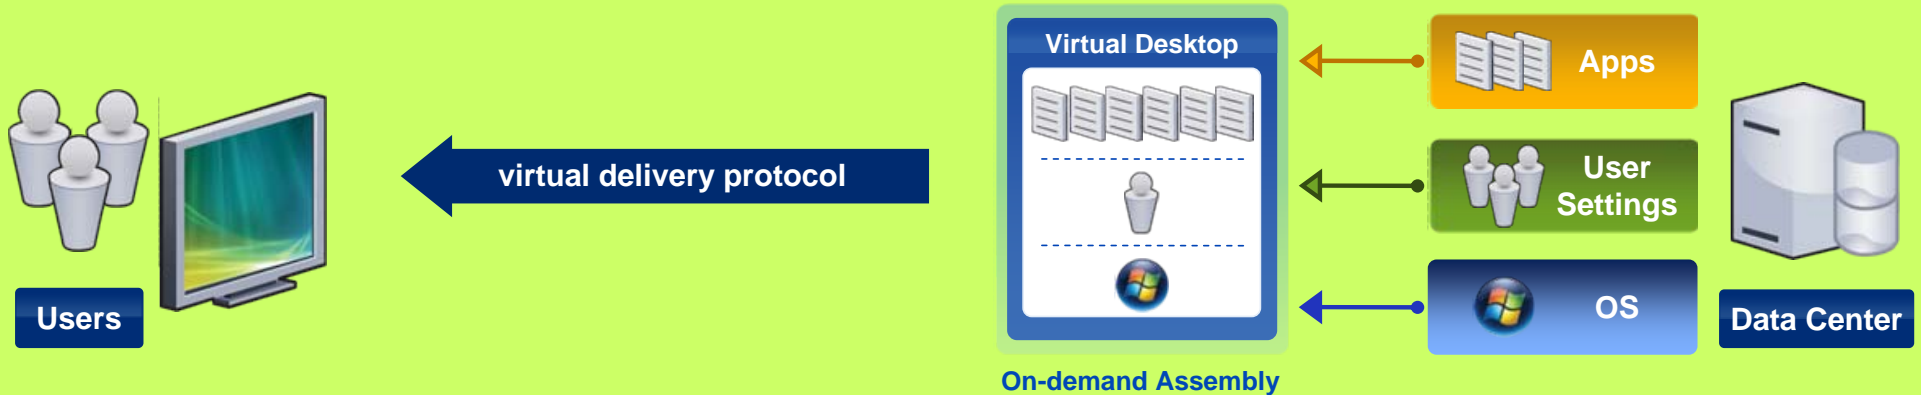 Virtual Desktop
Apps
virtual delivery protocol
User
Settings
Users
OS
Data Center
On-demand Assembly